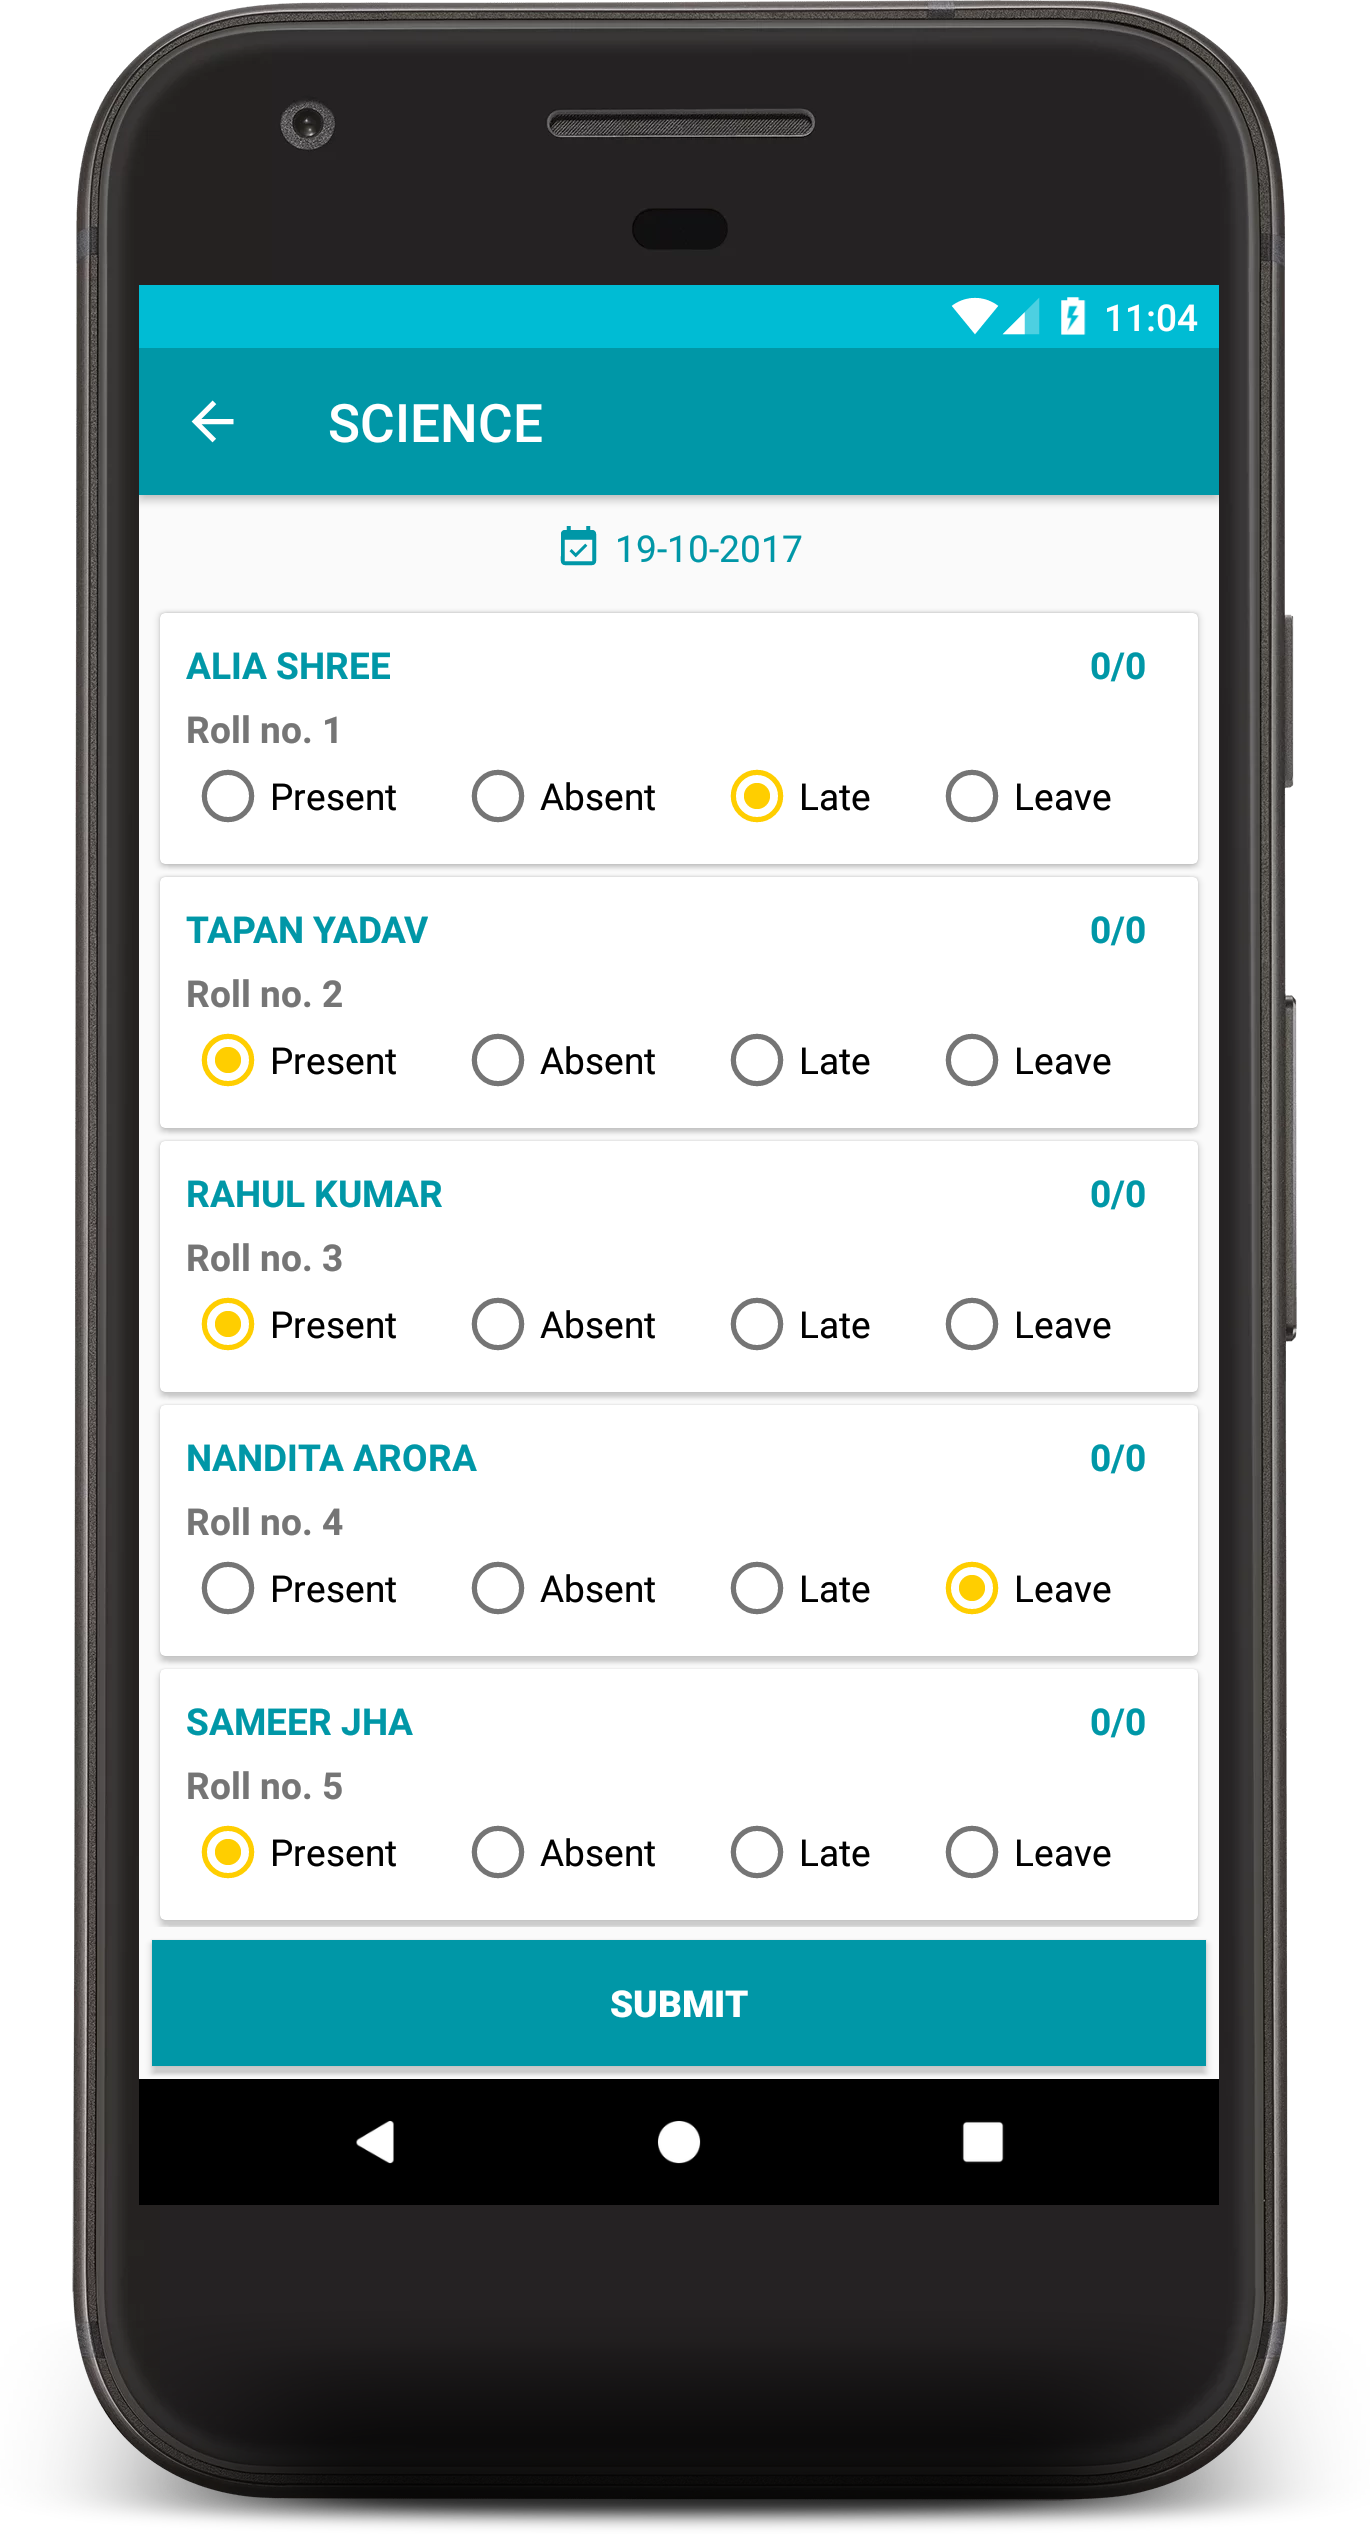 11:04
SCIENCE
19-10-2017
ALIA SHREE 0/0
Roll no. 1
Present Absent Late Leave
TAPAN YADAV 0/0
Roll no. 2
Present Absent Late Leave
RAHUL KUMAR 0/0
Roll no. 3
Present Absent Late Leave
NANDITA ARORA 0/0
Roll no. 4
Present Absent Late Leave
SAMEER JHA 0/0
Roll no. 5
Present Absent Late Leave
SUBMIT